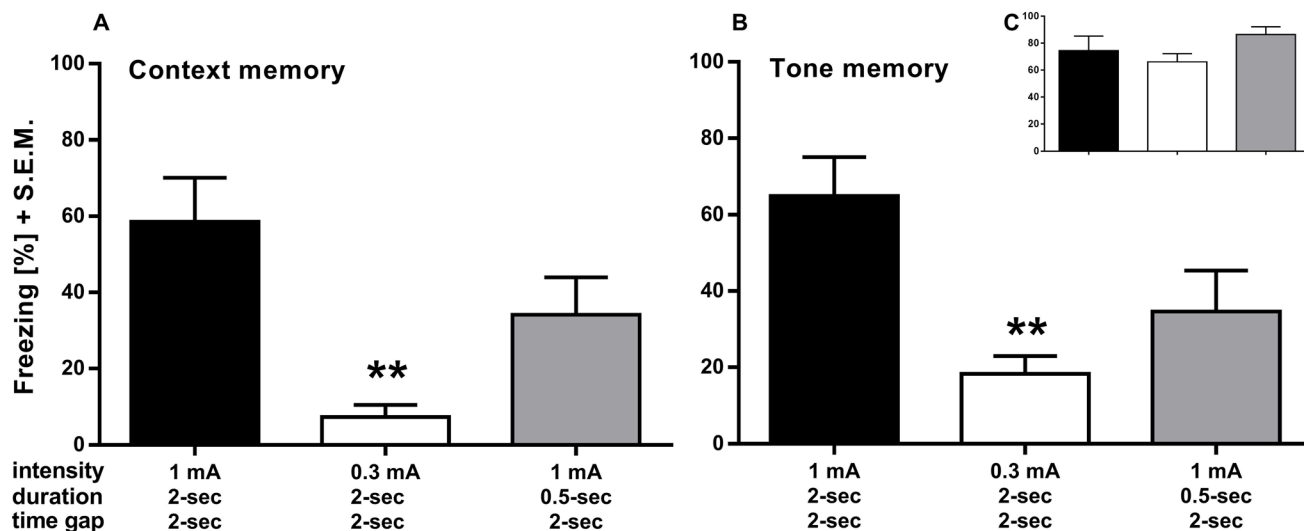 A
Context memory
Freezing [%] + S.E.M.
100
80
60
40
20
0
**
intensity 1 mA 0.3 mA 1 mA
duration 2-sec 2-sec 0.5-sec
time gap 2-sec 2-sec 2-sec
B
Tone memory
100
80
60
40
20
0
**
1 mA 0.3 mA 1 mA
2-sec 2-sec 0.5-sec
2-sec 2-sec 2-sec
C
100
80
60
40
20
0